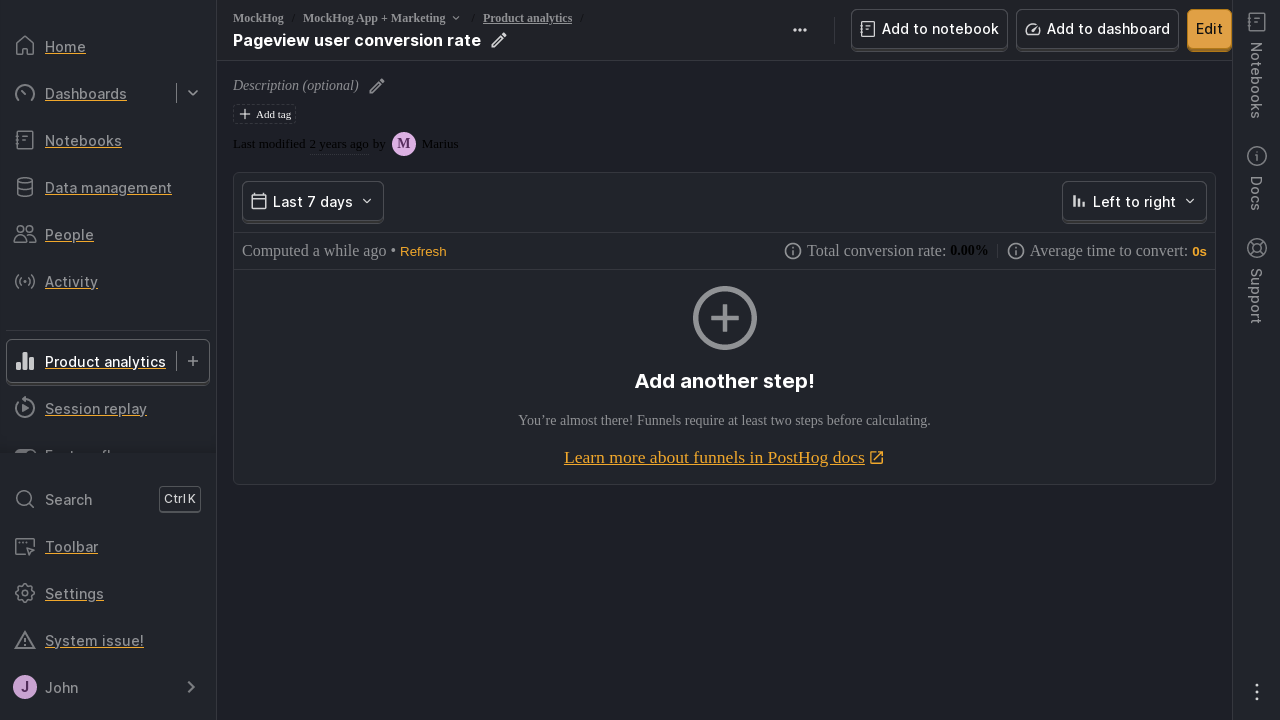 Home
Dashboards
Notebooks
Data management
People
Activity
Product analytics
Session replay
Search
Ctrl K
Toolbar
Settings
System issue!
J John
MockHog / MockHog App + Marketing / Product analytics /
Pageview user conversion rate
Add to notebook
Add to dashboard
Edit
Description (optional)
Add tag
Last modified 2 years ago by M Marius
Last 7 days
Left to right
Computed a while ago • Refresh
Total conversion rate: 0.00%
Average time to convert: 0s
Add another step!
You’re almost there! Funnels require at least two steps before calculating.
Learn more about funnels in PostHog docs
Notebooks
Docs
Support